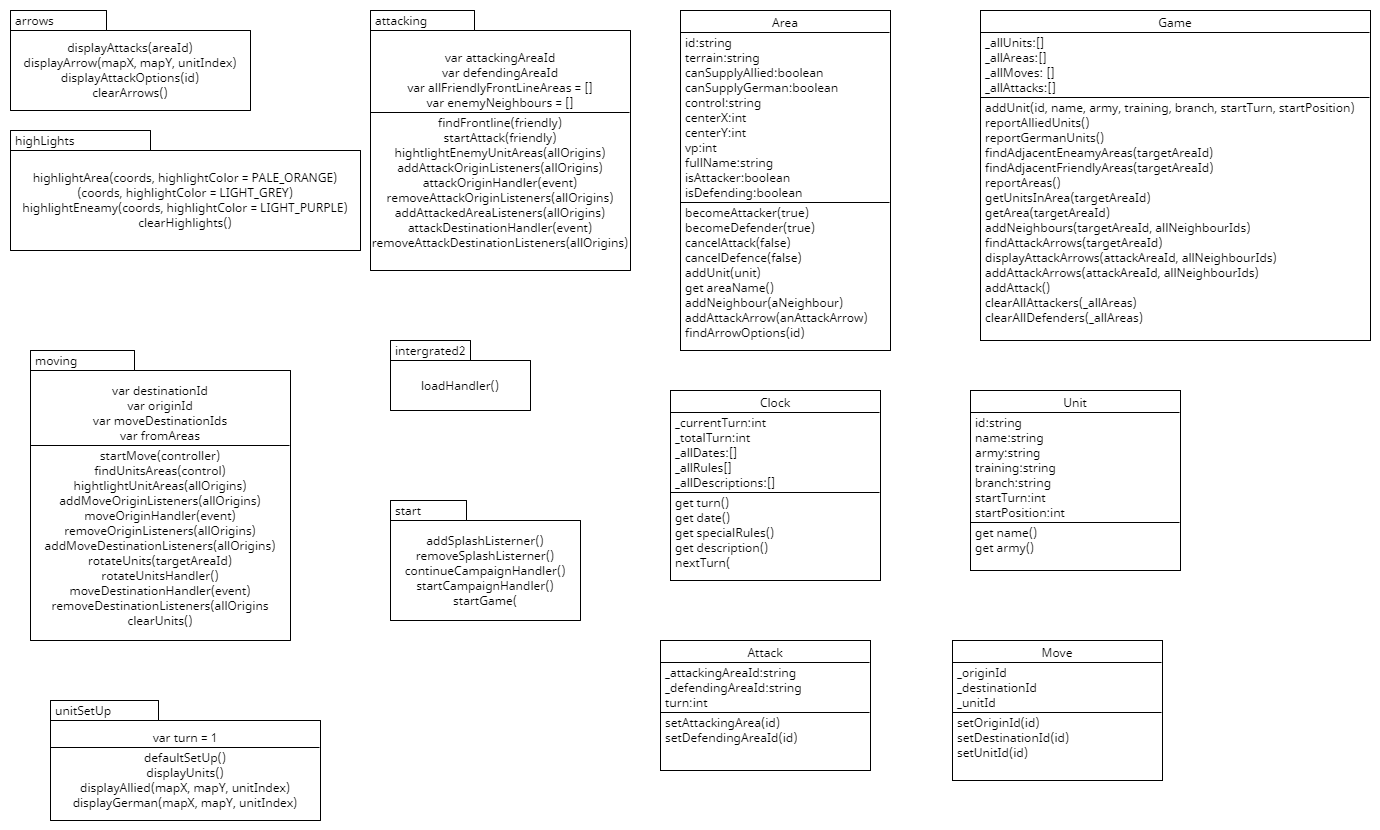 arrows
displayAttacks(areaId)
displayArrow(mapX, mapY, unitIndex)
displayAttackOptions(id)
clearArrows()
highLights
highlightArea(coords, highlightColor = PALE_ORANGE)
(coords, highlightColor = LIGHT_GREY)
highlightEneamy(coords, highlightColor = LIGHT_PURPLE)
clearHighlights()
attacking
var attackingAreaId
var defendingAreaId
var allFriendlyFrontLineAreas = []
var enemyNeighbours = []
findFrontline(friendly)
startAttack(friendly)
hightlightEnemyUnitAreas(allOrigins)
addAttackOriginListeners(allOrigins)
attackOriginHandler(event)
removeAttackOriginListeners(allOrigins)
addAttackedAreaListeners(allOrigins)
attackDestinationHandler(event)
removeAttackDestinationListeners(allOrigins)
Area
id:string
terrain:string
canSupplyAllied:boolean
canSupplyGerman:boolean
control:string
centerX:int
centerY:int
vp:int
fullName:string
isAttacker:boolean
isDefending:boolean
becomeAttacker(true)
becomeDefender(true)
cancelAttack(false)
cancelDefence(false)
addUnit(unit)
get areaName()
addNeighbour(aNeighbour)
addAttackArrow(anAttackArrow)
findArrowOptions(id)
Game
_allUnits:[]
_allAreas:[]
_allMoves: []
_allAttacks:[]
addUnit(id, name, army, training, branch, startTurn, startPosition)
reportAlliedUnits()
reportGermanUnits()
findAdjacentEneamyAreas(targetAreaId)
findAdjacentFriendlyAreas(targetAreaId)
reportAreas()
getUnitsInArea(targetAreaId)
getArea(targetAreaId)
addNeighbours(targetAreaId, allNeighbourIds)
findAttackArrows(targetAreaId)
displayAttackArrows(attackAreaId, allNeighbourIds)
addAttackArrows(attackAreaId, allNeighbourIds)
addAttack()
clearAllAttackers(_allAreas)
clearAllDefenders(_allAreas)
moving
var destinationId
var originId
var moveDestinationIds
var fromAreas
startMove(controller)
findUnitsAreas(control)
hightlightUnitAreas(allOrigins)
addMoveOriginListeners(allOrigins)
moveOriginHandler(event)
removeOriginListeners(allOrigins)
addMoveDestinationListeners(allOrigins)
rotateUnits(targetAreaId)
rotateUnitsHandler()
moveDestinationHandler(event)
removeDestinationListeners(allOrigins
clearUnits()
intergrated2
loadHandler()
start
addSplashListerner()
removeSplashListerner()
continueCampaignHandler()
startCampaignHandler()
startGame(
Clock
_currentTurn:int
_totalTurn:int
_allDates:[]
_allRules[]
_allDescriptions:[]
get turn()
get date()
get specialRules()
get description()
nextTurn(
Unit
id:string
name:string
army:string
training:string
branch:string
startTurn:int
startPosition:int
get name()
get army()
unitSetUp
var turn = 1
defaultSetUp()
displayUnits()
displayAllied(mapX, mapY, unitIndex)
displayGerman(mapX, mapY, unitIndex)
Attack
_attackingAreaId:string
_defendingAreaId:string
turn:int
setAttackingArea(id)
setDefendingAreaId(id)
Move
_originId
_destinationId
_unitId
setOriginId(id)
setDestinationId(id)
setUnitId(id)